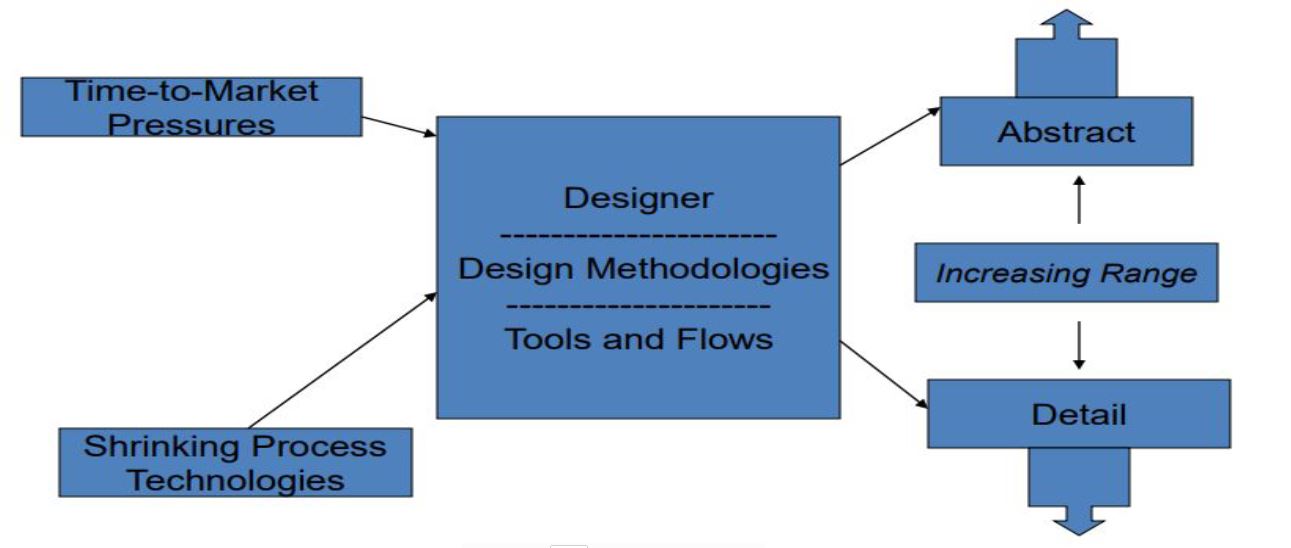 Time-to-Market
Pressures
Designer
-----------------------
Design Methodologies
----------------------
Tools and Flows
Shrinking Process
Technologies
Abstract
Increasing Range
Detail